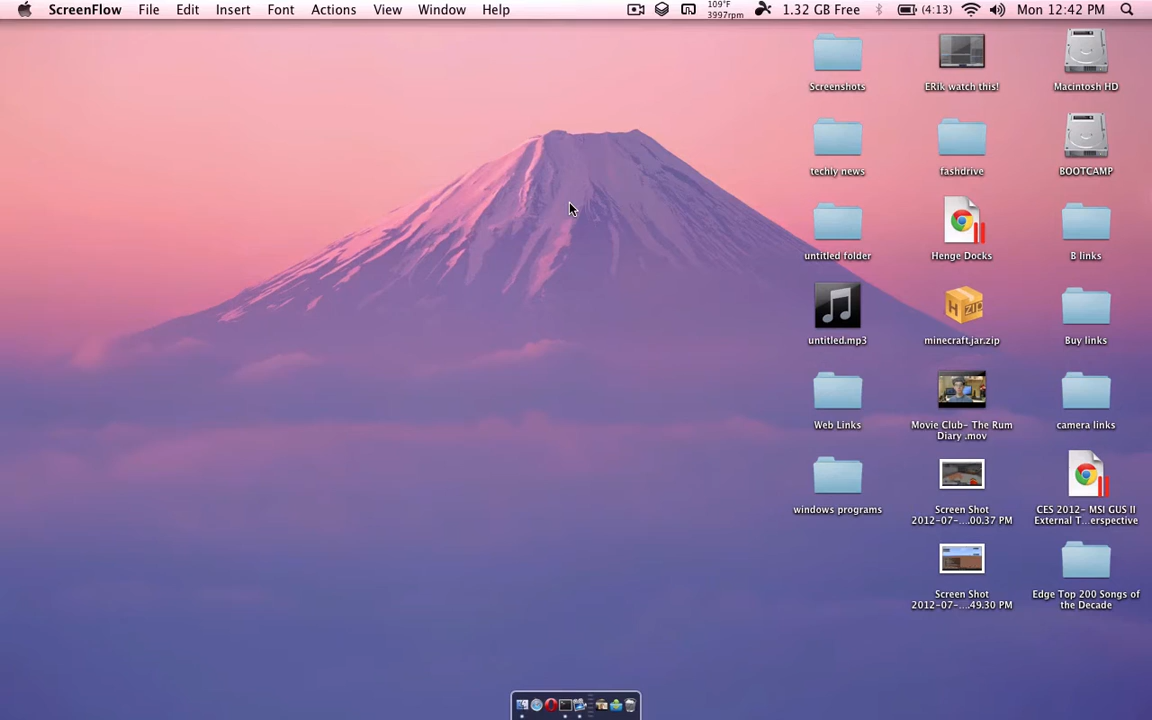 ScreenFlow File Edit Insert Font Actions View Window Help 109°F 3997rpm 1.32 GB Free (4:13) Mon 12:42 PM
Screenshots
ERik watch this!
Macintosh HD
techly news
fashdrive
BOOTCAMP
untitled folder
Henge Docks
B links
untitled.mp3
minecraft.jar.zip
Buy links
Web Links
Movie Club- The Rum
Diary .mov
camera links
windows programs
Screen Shot
2012-07-....00.37 PM
CES 2012- MSI GUS II
External T...erspective
Screen Shot
2012-07-....49.30 PM
Edge Top 200 Songs of
the Decade